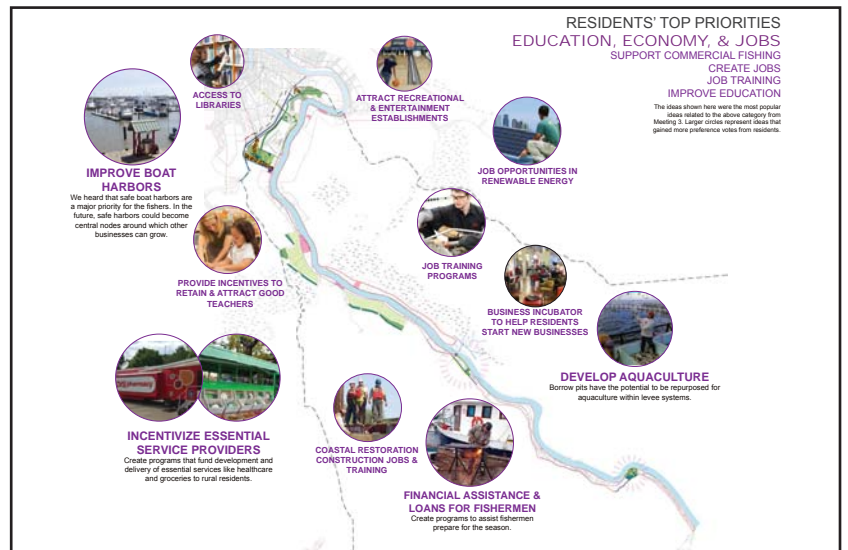 RESIDENTS' TOP PRIORITIES
EDUCATION, ECONOMY, & JOBS
SUPPORT COMMERCIAL FISHING
CREATE JOBS
JOB TRAINING
IMPROVE EDUCATION
The ideas shown here were the most popular
ideas related to the above category from
Meeting 3. Larger circles represent ideas that
gained more preference votes from residents.
ACCESS TO
LIBRARIES
ATTRACT RECREATIONAL
& ENTERTAINMENT
ESTABLISHMENTS
IMPROVE BOAT
HARBORS
We heard that safe boat harbors are
a major priority for the fishers. In the
future, safe harbors could become
central nodes around which other
businesses can grow.
JOB OPPORTUNITIES IN
RENEWABLE ENERGY
JOB TRAINING
PROGRAMS
PROVIDE INCENTIVES TO
RETAIN & ATTRACT GOOD
TEACHERS
BUSINESS INCUBATOR
TO HELP RESIDENTS
START NEW BUSINESSES
DEVELOP AQUACULTURE
Borrow pits have the potential to be repurposed for
aquaculture within levee systems.
pharmacy
INCENTIVIZE ESSENTIAL
SERVICE PROVIDERS
Create programs that fund development and
delivery of essential services like healthcare
and groceries to rural residents.
COASTAL RESTORATION
CONSTRUCTION JOBS &
TRAINING
FINANCIAL ASSISTANCE &
LOANS FOR FISHERMEN
Create programs to assist fishermen
prepare for the season.